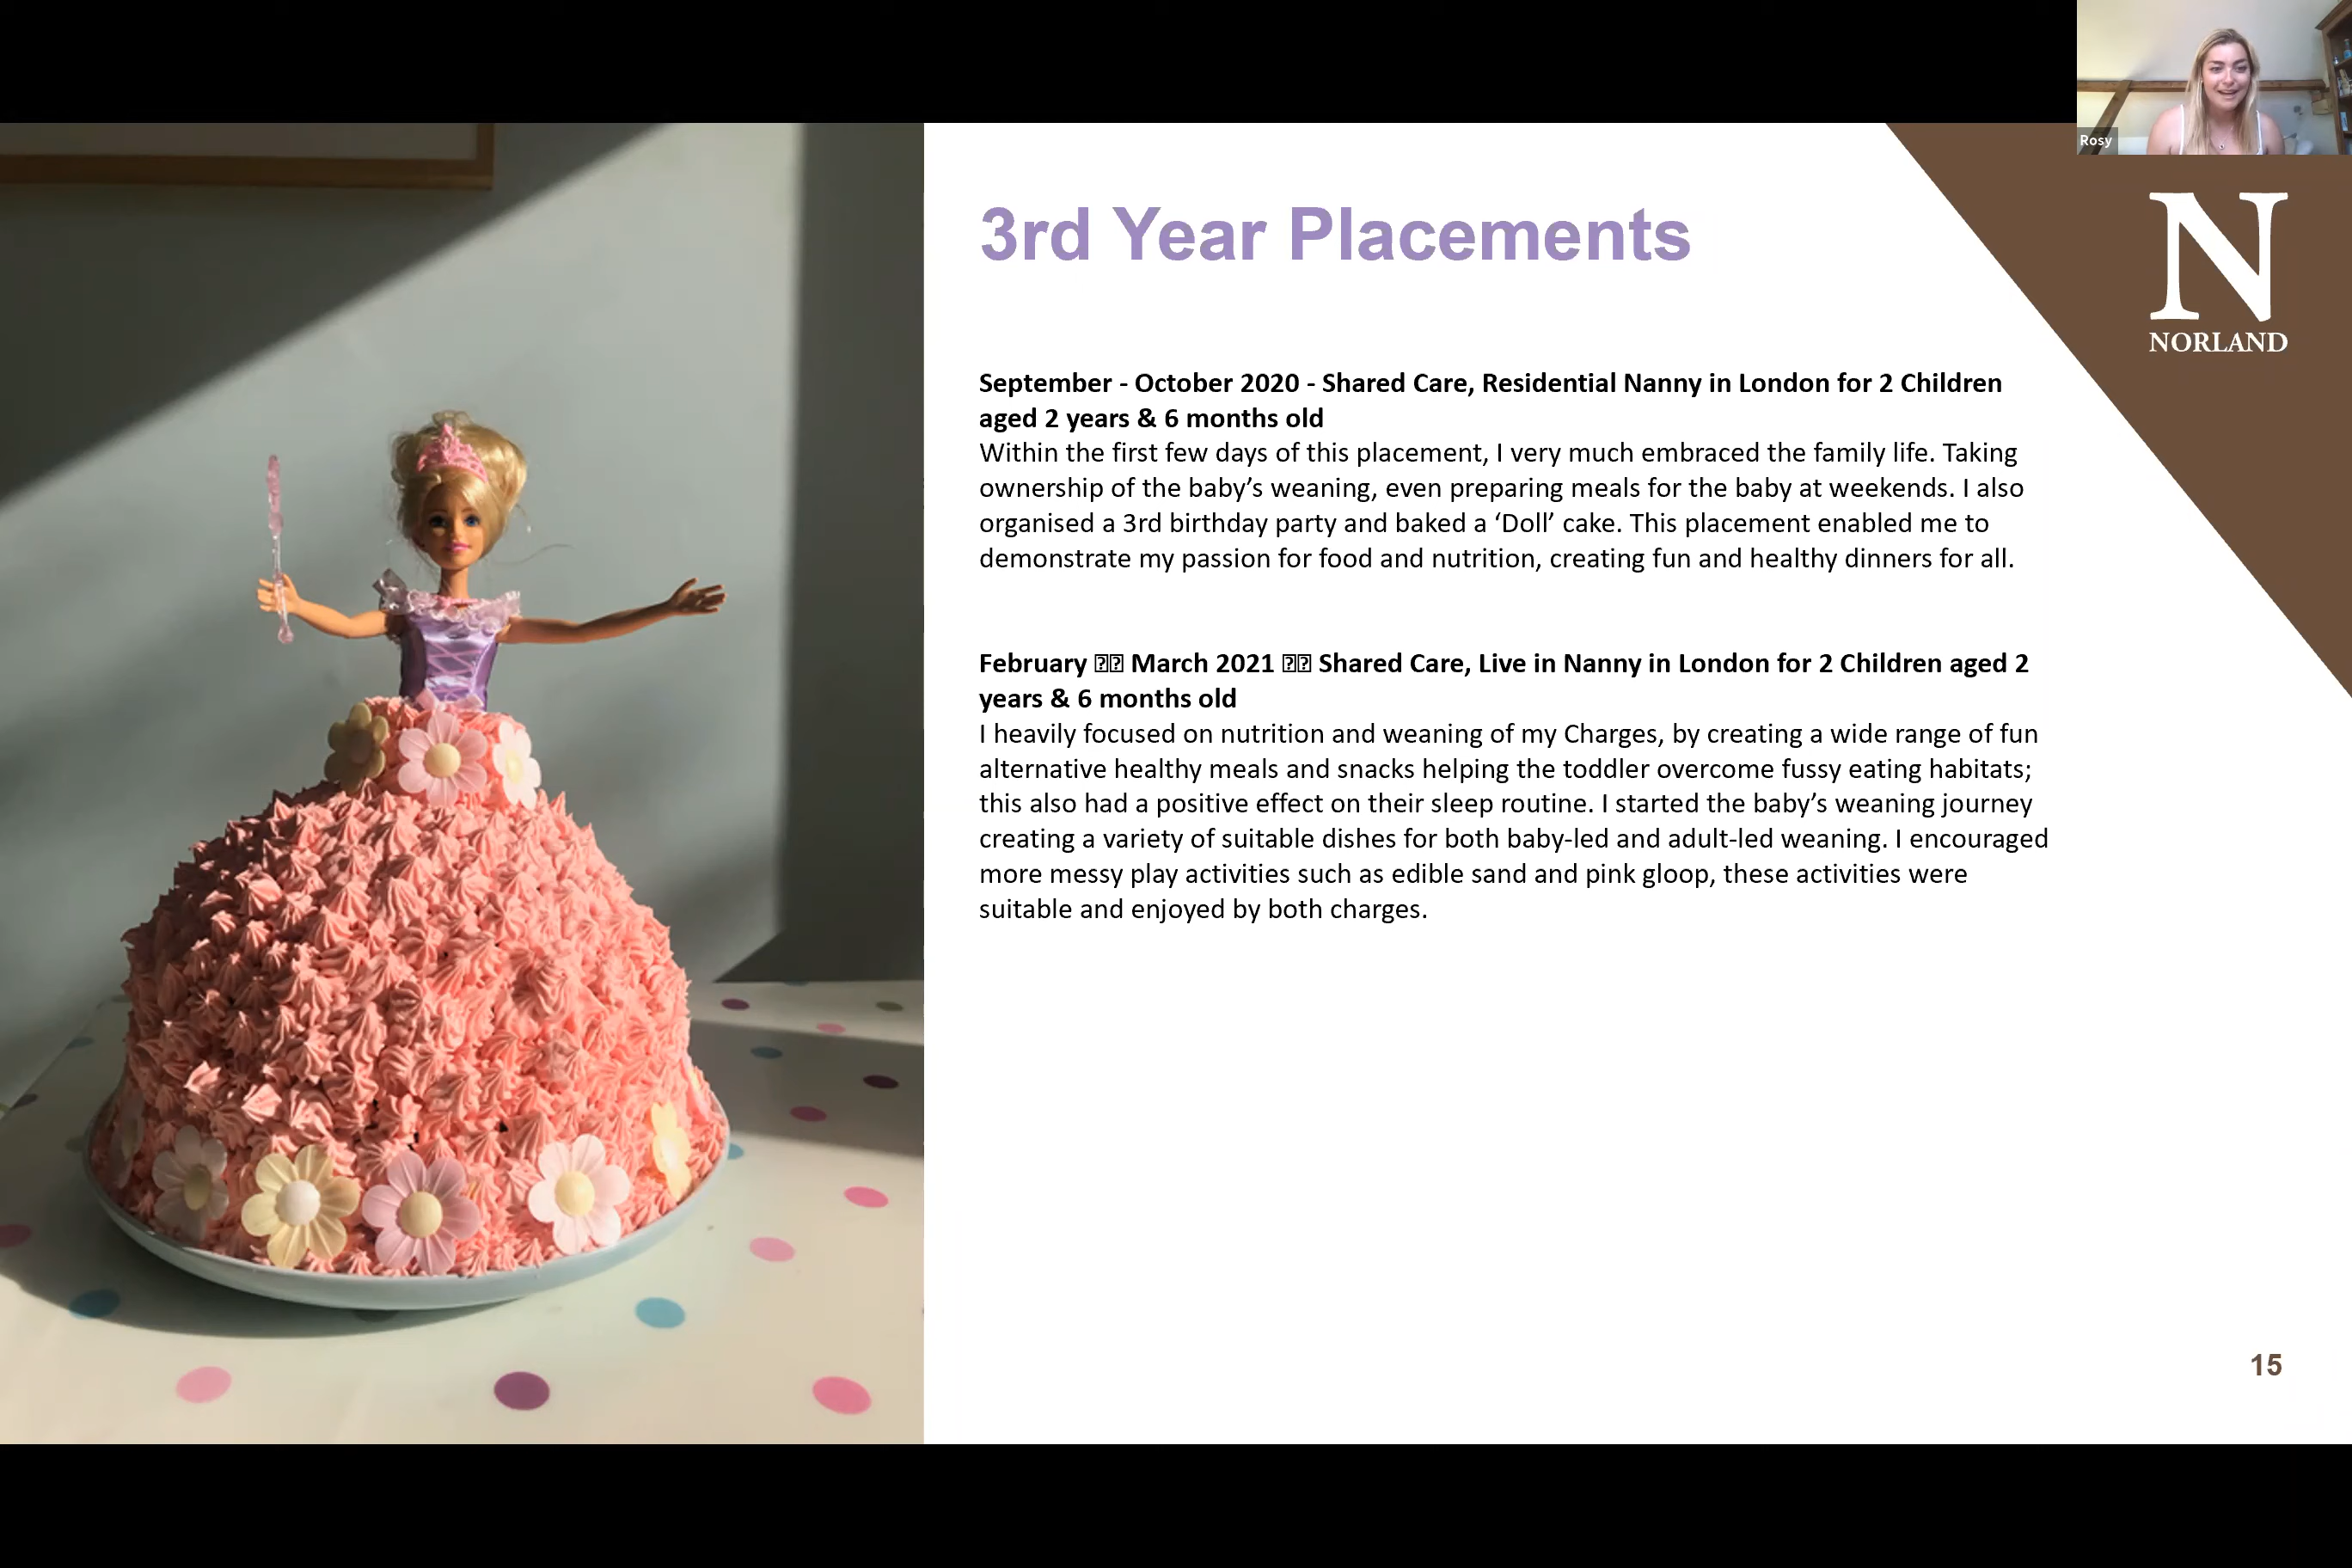 Rosy
3rd Year Placements
N
NORLAND
September - October 2020 - Shared Care, Residential Nanny in London for 2 Children
aged 2 years & 6 months old
Within the first few days of this placement, I very much embraced the family life. Taking
ownership of the baby’s weaning, even preparing meals for the baby at weekends. I also
organised a 3rd birthday party and baked a ‘Doll’ cake. This placement enabled me to
demonstrate my passion for food and nutrition, creating fun and healthy dinners for all.
February ⍰⍰ March 2021 ⍰⍰ Shared Care, Live in Nanny in London for 2 Children aged 2
years & 6 months old
I heavily focused on nutrition and weaning of my Charges, by creating a wide range of fun
alternative healthy meals and snacks helping the toddler overcome fussy eating habitats;
this also had a positive effect on their sleep routine. I started the baby’s weaning journey
creating a variety of suitable dishes for both baby-led and adult-led weaning. I encouraged
more messy play activities such as edible sand and pink gloop, these activities were
suitable and enjoyed by both charges.
15